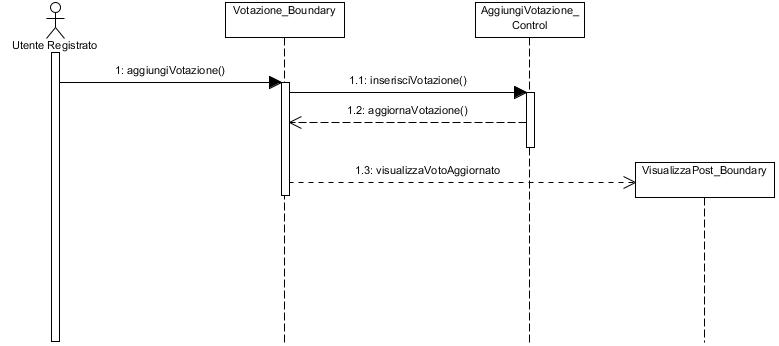 Utente Registrato
Votazione_Boundary
AggiungiVotazione_
Control
1: aggiungiVotazione()
1.1: inserisciVotazione()
1.2: aggiornaVotazione()
1.3: visualizzaVotoAggiornato
VisualizzaPost_Boundary